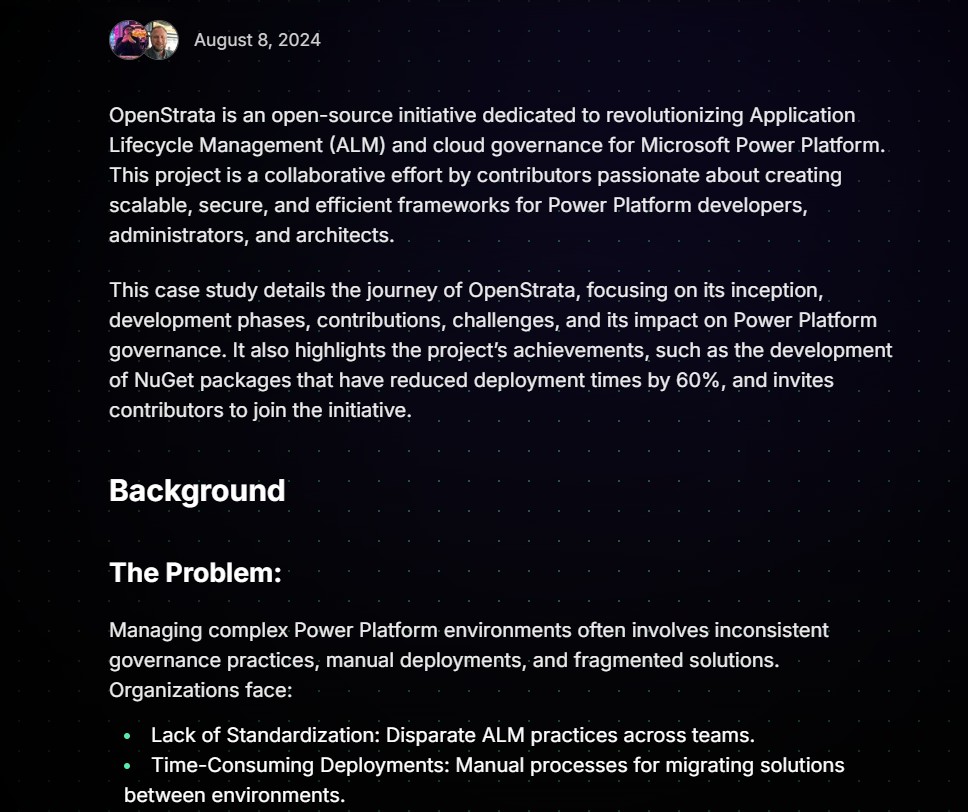 August 8, 2024
OpenStrata is an open-source initiative dedicated to revolutionizing Application
Lifecycle Management (ALM) and cloud governance for Microsoft Power Platform.
This project is a collaborative effort by contributors passionate about creating
scalable, secure, and efficient frameworks for Power Platform developers,
administrators, and architects.
This case study details the journey of OpenStrata, focusing on its inception,
development phases, contributions, challenges, and its impact on Power Platform
governance. It also highlights the project’s achievements, such as the development
of NuGet packages that have reduced deployment times by 60%, and invites
contributors to join the initiative.
Background
The Problem:
Managing complex Power Platform environments often involves inconsistent
governance practices, manual deployments, and fragmented solutions.
Organizations face:
• Lack of Standardization: Disparate ALM practices across teams.
• Time-Consuming Deployments: Manual processes for migrating solutions
between environments.